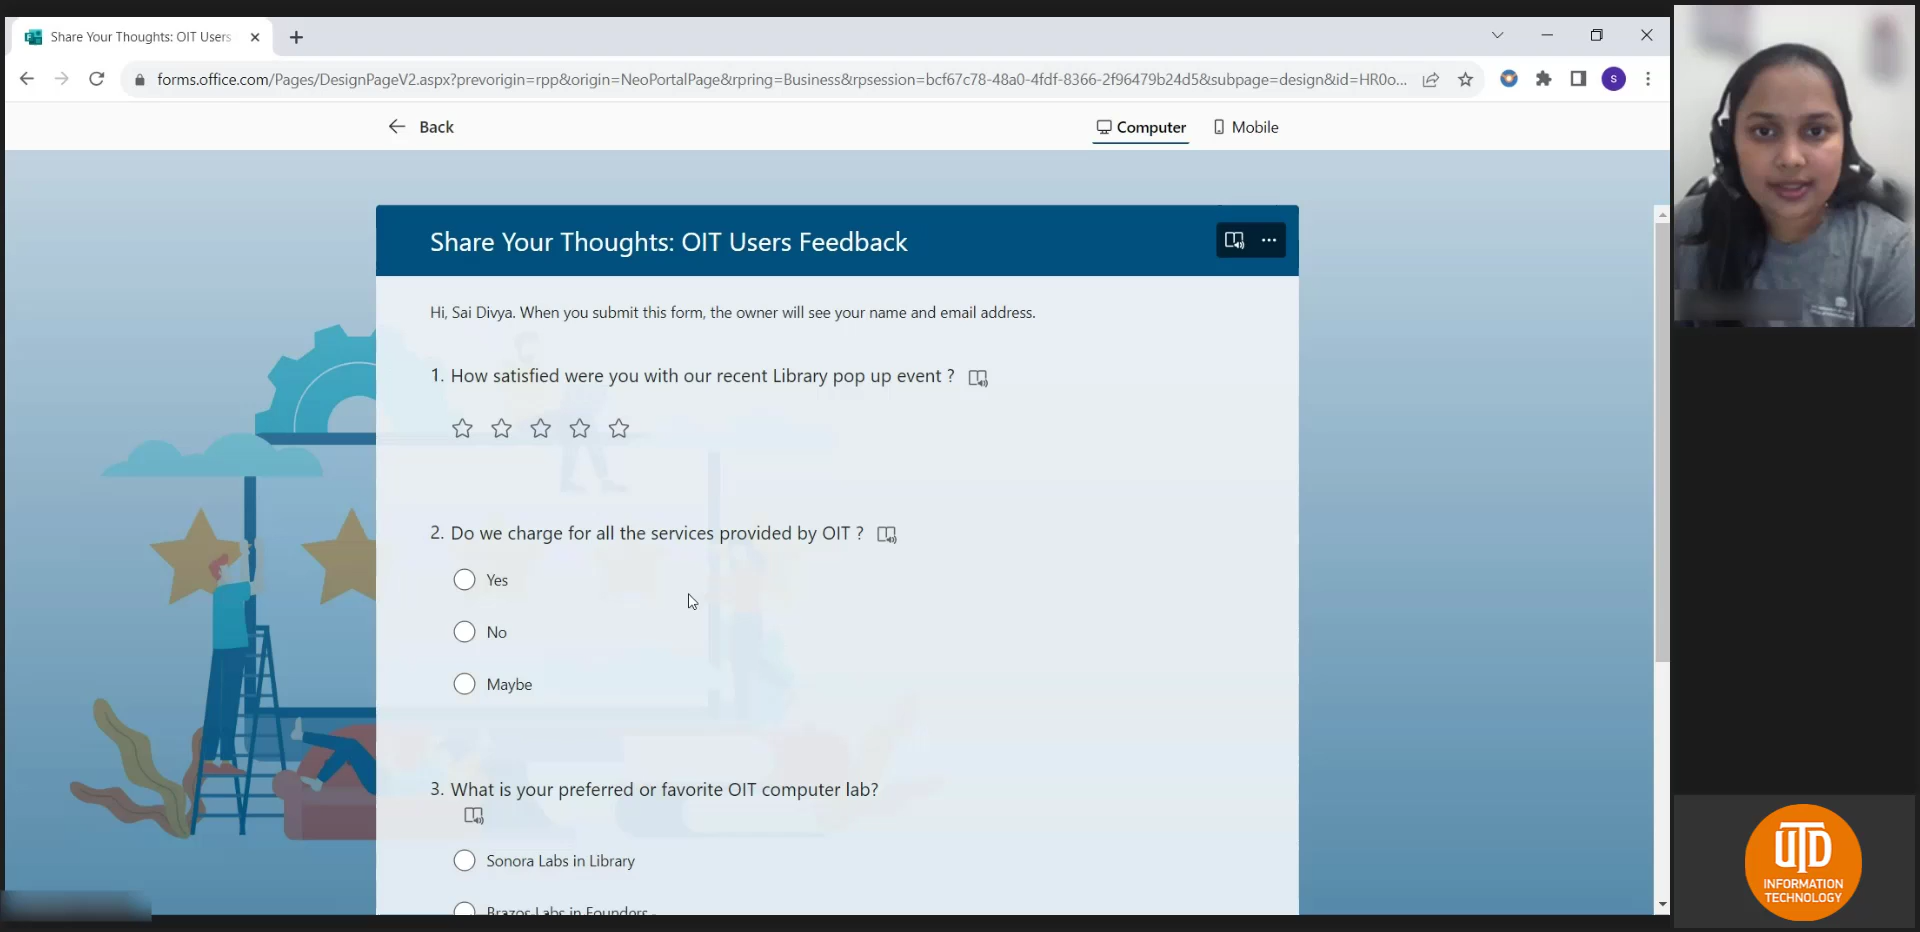 Share Your Thoughts: OIT Users
forms.office.com/Pages/DesignPageV2.aspx?prevorigin=rpp&origin=NeoPortalPage&rpring=Business&rpsession=bcf67c78-48a0-4fdf-8366-2f96479b24d5&subpage=design&id=HR0o...
S
Back
Computer
Mobile
Share Your Thoughts: OIT Users Feedback
Hi, Sai Divya. When you submit this form, the owner will see your name and email address.
1. How satisfied were you with our recent Library pop up event ?
2. Do we charge for all the services provided by OIT ?
Yes
No
Maybe
3. What is your preferred or favorite OIT computer lab?
Sonora Labs in Library
Brazos Labs in Founders
UTD
INFORMATION
TECHNOLOGY